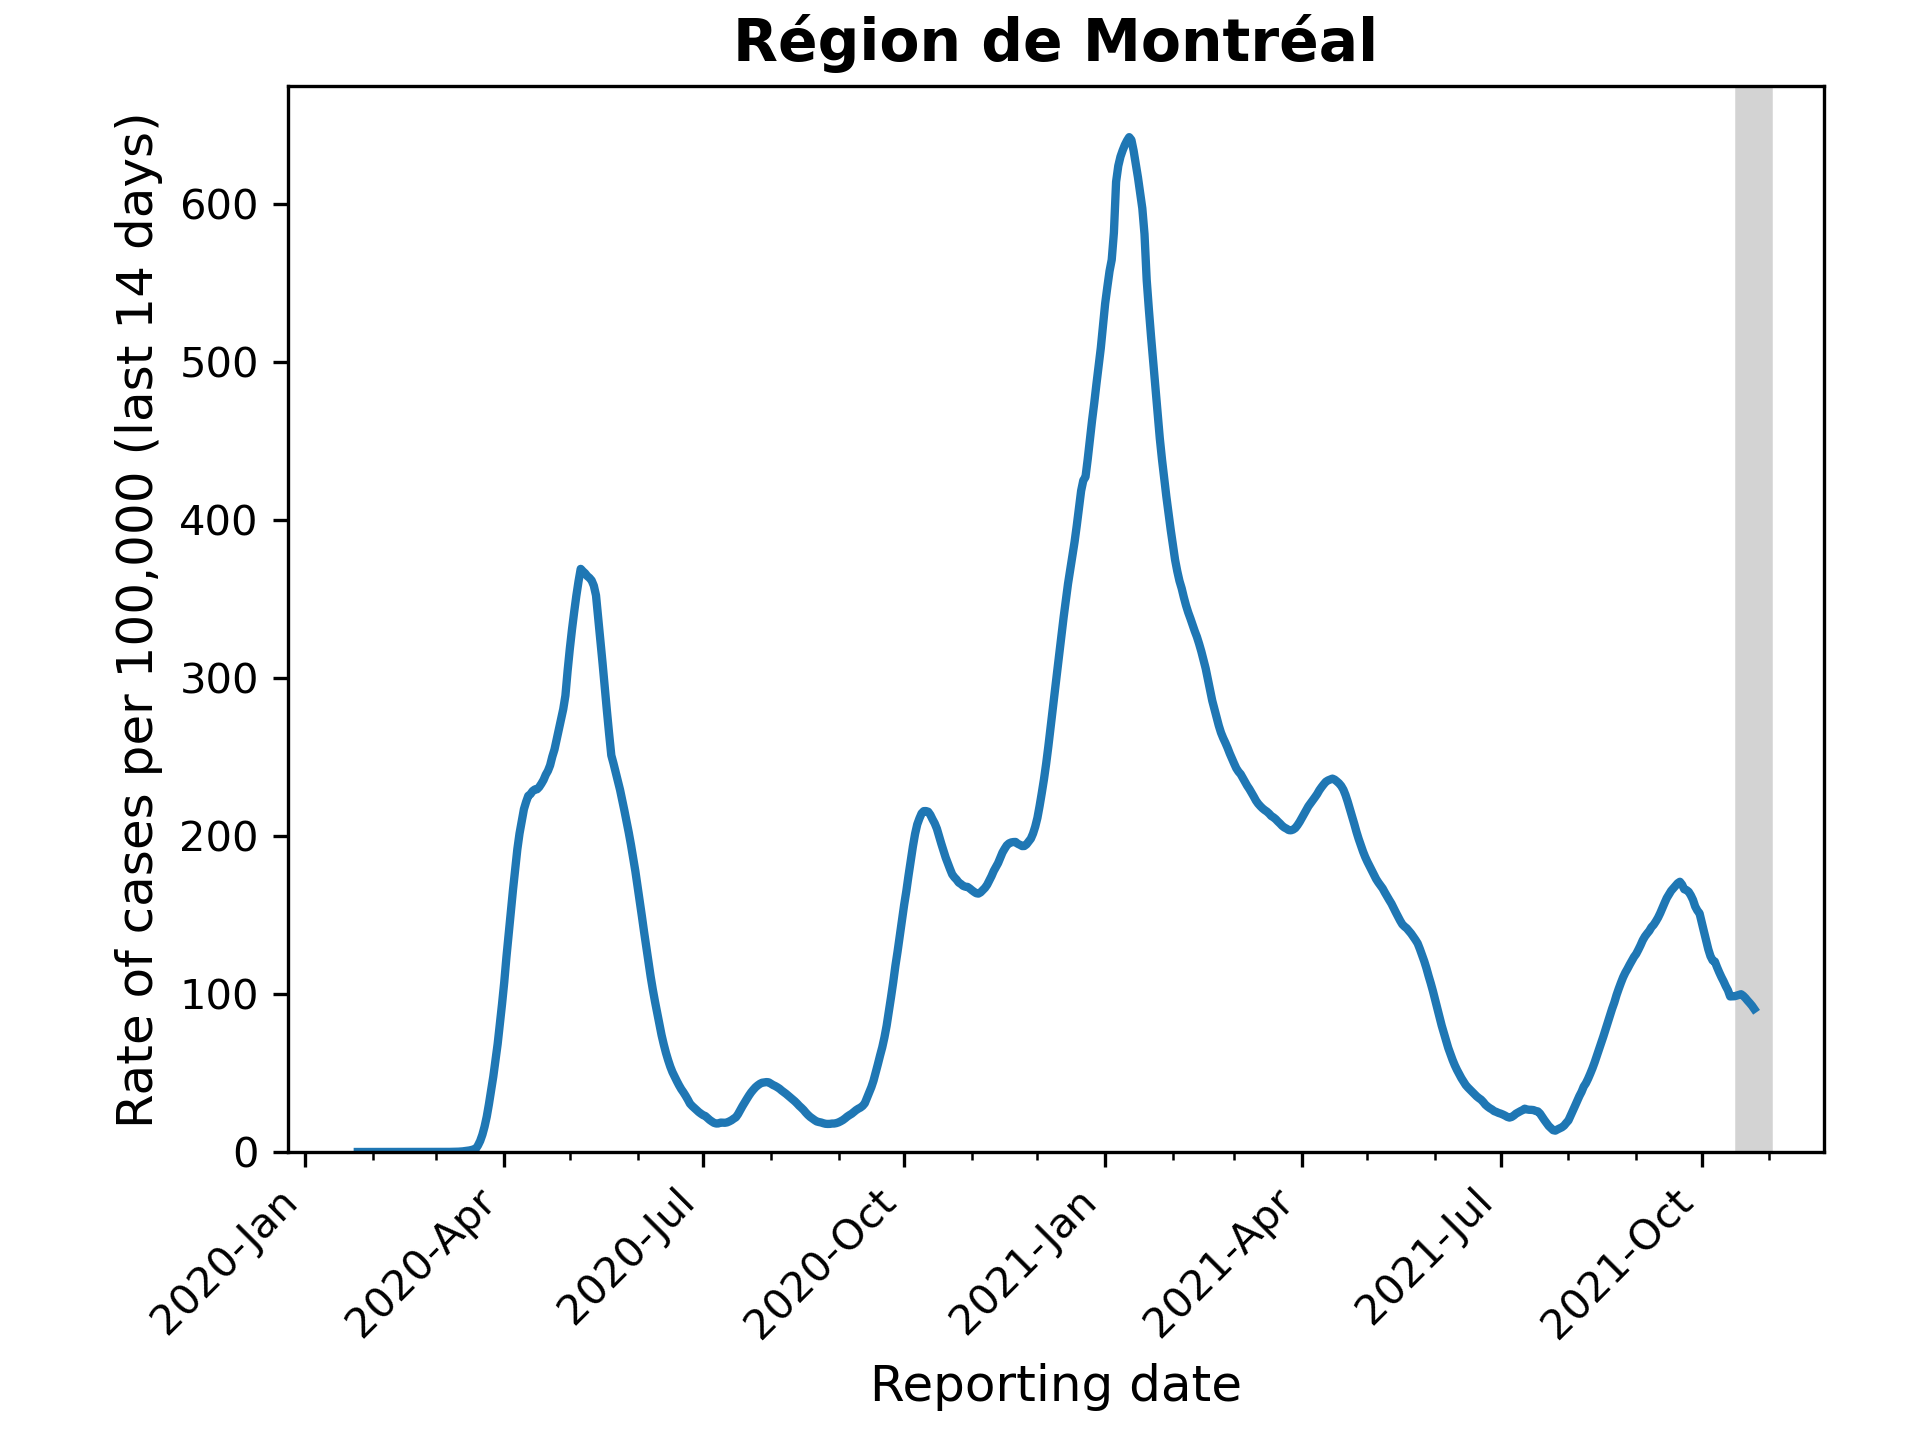 Région de Montréal
Rate of cases per 100,000 (last 14 days)
600
500
400
300
200
100
0
2020-Jan
2020-Apr
2020-Jul
2020-Oct
2021-Jan
2021-Apr
2021-Jul
2021-Oct
Reporting date